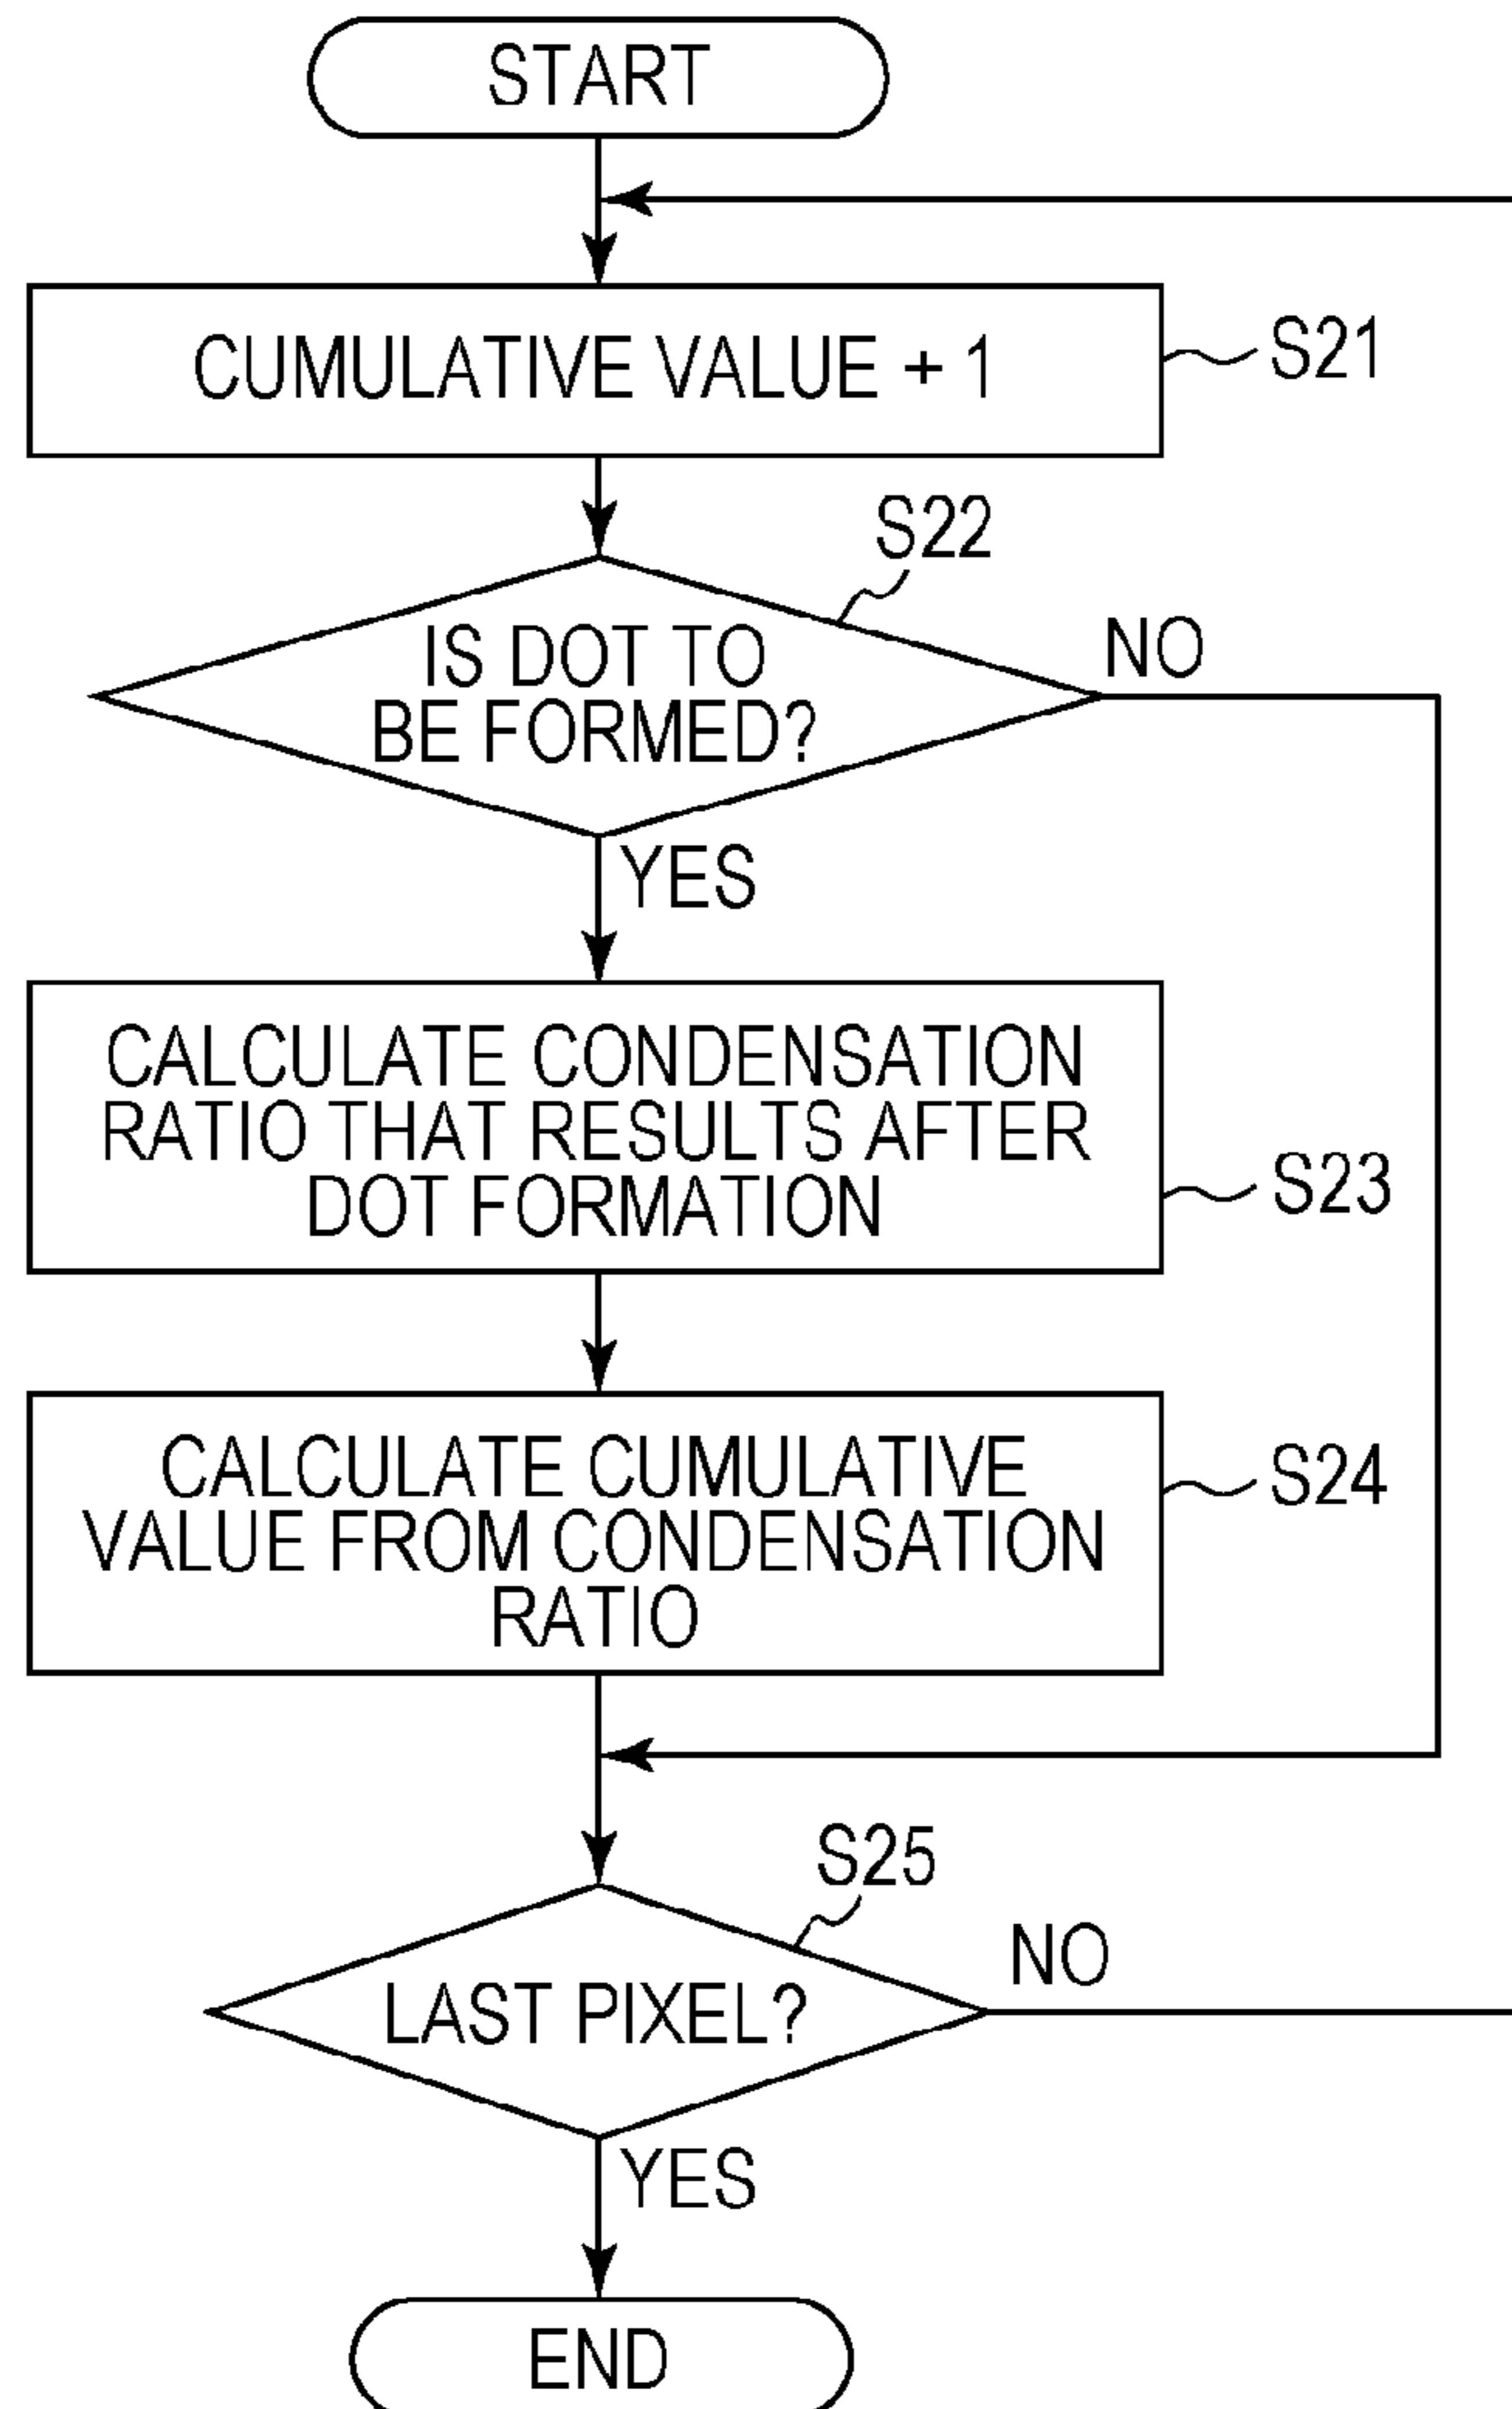 START
CUMULATIVE VALUE + 1
S21
S22
IS DOT TO
BE FORMED?
NO
YES
CALCULATE CONDENSATION
RATIO THAT RESULTS AFTER
DOT FORMATION
S23
CALCULATE CUMULATIVE
VALUE FROM CONDENSATION
RATIO
S24
S25
LAST PIXEL?
NO
YES
END